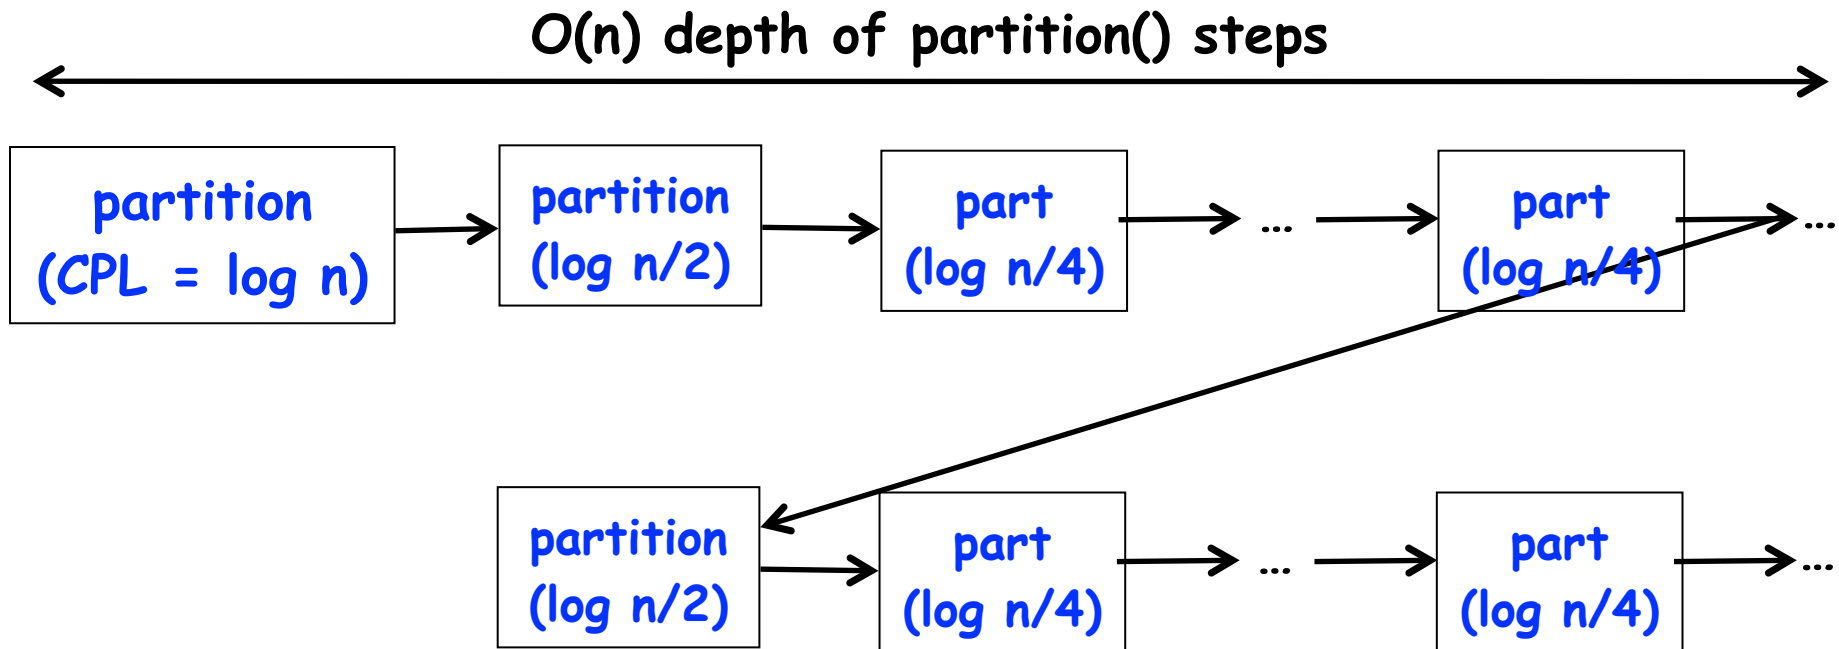 O(n) depth of partition() steps
partition
(CPL = log n)
partition
(log n/2)
part
(log n/4)
...
part
(log n/4)
...
partition
(log n/2)
part
(log n/4)
...
part
(log n/4)
...